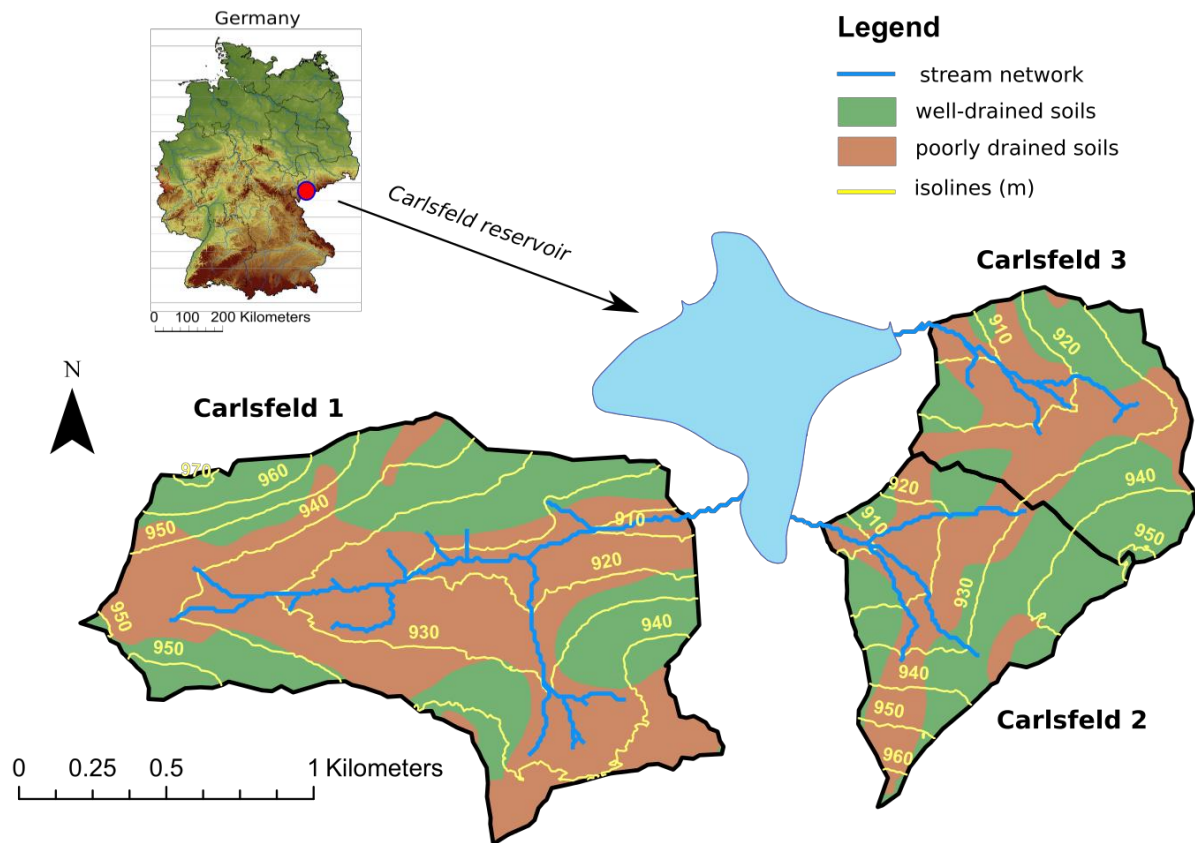 Germany
0 100 200 Kilometers
Carlsfeld reservoir
Legend
stream network
well-drained soils
poorly drained soils
isolines (m)
N
Carlsfeld 1
970
960
950
940
910
920
950
930
940
950
Carlsfeld 3
910
920
940
950
920
910
930
940
950
960
Carlsfeld 2
0 0.25 0.5 1 Kilometers